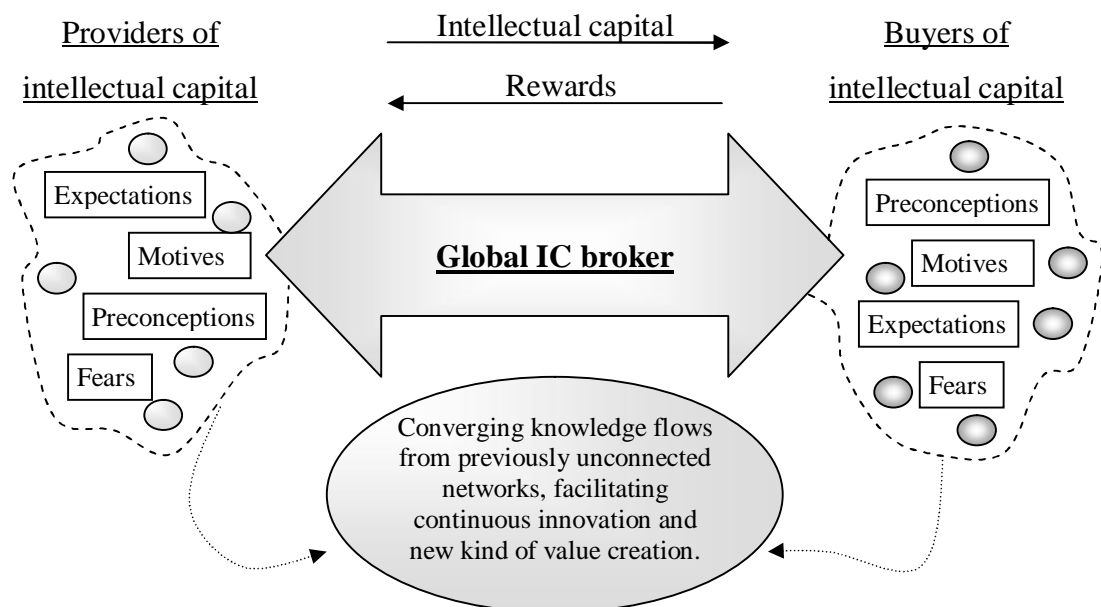 Providers of
intellectual capital
Intellectual capital
Rewards
Buyers of
intellectual capital
Expectations
Motives
Preconceptions
Fears
Global IC broker
Preconceptions
Motives
Expectations
Fears
Converging knowledge flows
from previously unconnected
networks, facilitating
continuous innovation and
new kind of value creation.